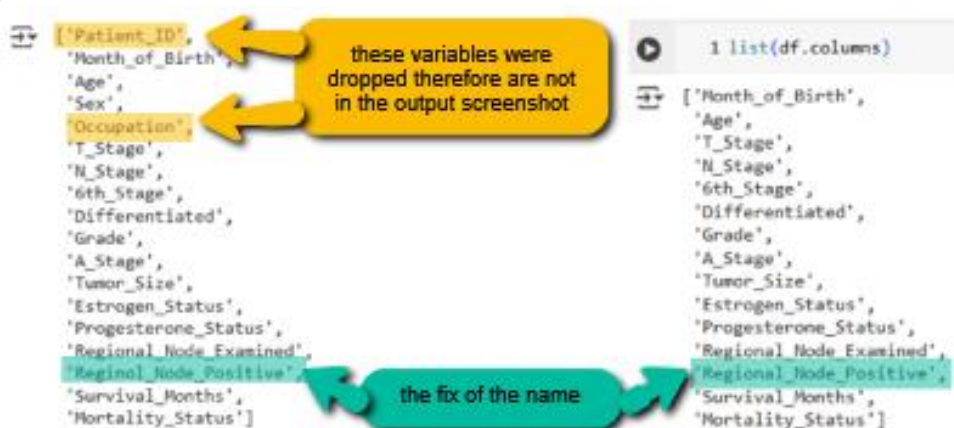 ['Patient_ID',
'Month_of_Birth',
'Age',
'Sex',
'Occupation',
'T_Stage',
'N_Stage',
'6th_Stage',
'Differentiated',
'Grade',
'A_Stage',
'Tumor_Size',
'Estrogen_Status',
'Progesterone_Status',
'Regional_Node_Examined',
'Reginol_Node_Positive',
'Survival_Months',
'Mortality_Status']
these variables were
dropped therefore are not
in the output screenshot
the fix of the name
1 list(df.columns)
['Month_of_Birth',
'Age',
'T_Stage',
'N_Stage',
'6th_Stage',
'Differentiated',
'Grade',
'A_Stage',
'Tumor_Size',
'Estrogen_Status',
'Progesterone_Status',
'Regional_Node_Examined',
'Regional_Node_Positive',
'Survival_Months',
'Mortality_Status']